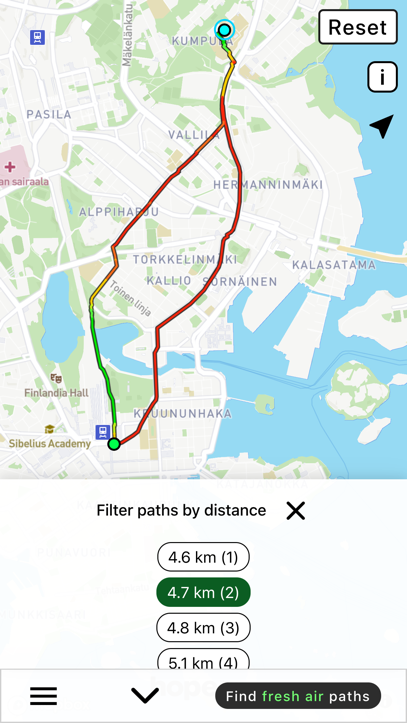 Reset
KUMPU
i
Mäkelänkatu
PASILA
VALLILA
an sairaala
HERMANNINMÄKI
ALPPIHARJU
TORKKELINMÄKI
KALASATAMA
KALLIO
SÖRNÄINEN
Toinen linja
Finlandia Hall
KRUUNUNHAKA
Sibelius Academy
Filter paths by distance
4.6 km (1)
4.7 km (2)
4.8 km (3)
5.1 km (4)
Find fresh air paths